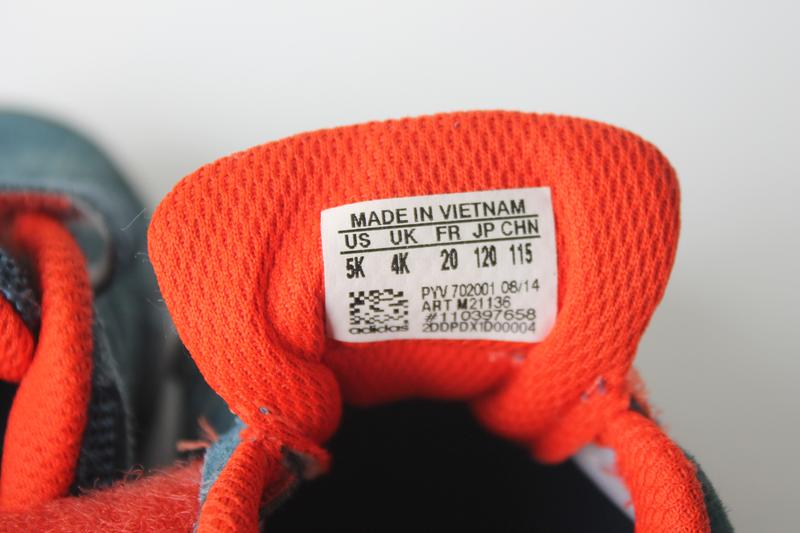 MADE IN VIETNAM
US UK FR JP CHN
5K 4K 20 120 115
PYV 702001 08/14
ART M21136
#110397658
adidas 2DDPDX1D00004